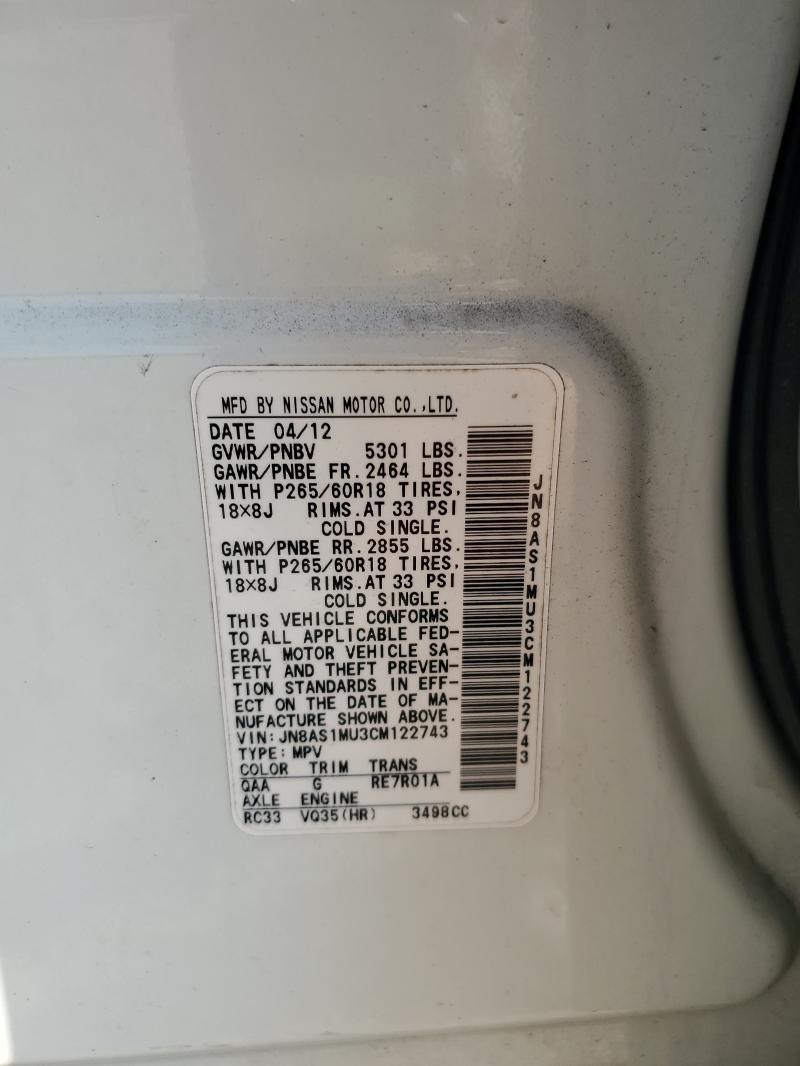 MFD BY NISSAN MOTOR CO.,LTD.
DATE 04/12
GVWR/PNBV 5301 LBS.
GAWR/PNBE FR. 2464 LBS.
WITH P265/60R18 TIRES,
18×8J RIMS.AT 33 PSI
COLD SINGLE.
GAWR/PNBE RR. 2855 LBS.
WITH P265/60R18 TIRES,
18×8J RIMS.AT 33 PSI
COLD SINGLE.
THIS VEHICLE CONFORMS
TO ALL APPLICABLE FED-
ERAL MOTOR VEHICLE SA-
FETY AND THEFT PREVEN-
TION STANDARDS IN EFF-
ECT ON THE DATE OF MA-
NUFACTURE SHOWN ABOVE.
VIN: JN8AS1MU3CM122743
TYPE: MPV
COLOR TRIM TRANS
QAA G RE7R01A
AXLE ENGINE
RC33 VQ35(HR) 3498CC
JN8AS1MU3CM122743